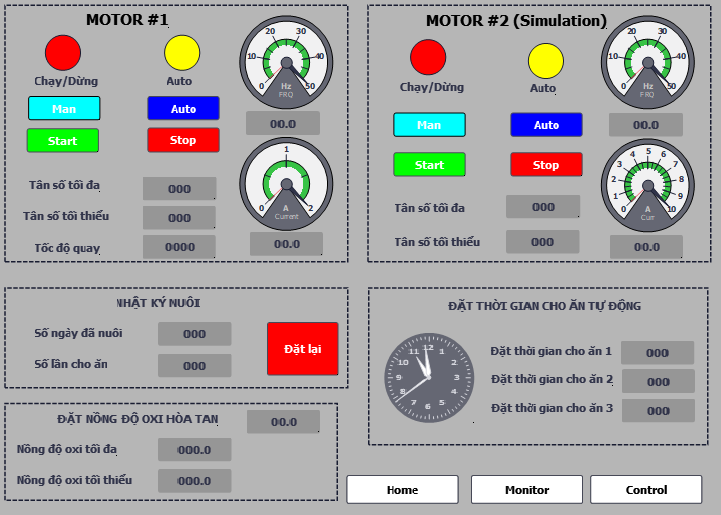 MOTOR #1
Chạy/Dừng
Auto
Man
Auto
Start
Stop
Tần số tối đa
000
Tần số tối thiểu
000
Tốc độ quay
0000
0 10 20 30 40 50
Hz
FRQ
00.0
0 1 2
A
Current
00.0
MOTOR #2 (Simulation)
Chạy/Dừng
Auto
Man
Auto
Start
Stop
Tần số tối đa
000
Tần số tối thiểu
000
0 10 20 30 40 50
Hz
FRQ
00.0
0 1 2 3 4 5 6 7 8 9 10
A
Curr
00.0
NHẬT KÝ NUÔI
Số ngày đã nuôi
000
Số lần cho ăn
000
Đặt lại
ĐẶT NỒNG ĐỘ OXI HÒA TAN
00.0
Nồng độ oxi tối đa
000.0
Nồng độ oxi tối thiểu
000.0
ĐẶT THỜI GIAN CHO ĂN TỰ ĐỘNG
12 1 2 3 4 5 6 7 8 9 10 11
Đặt thời gian cho ăn 1
000
Đặt thời gian cho ăn 2
000
Đặt thời gian cho ăn 3
000
Home
Monitor
Control